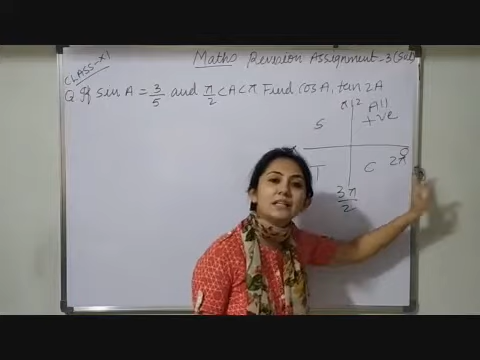 CLASS-XI
Maths Revision Assignment-3 (Sol)
Q If sin A = 3/5 and π/2 < A < π Find cos A, tan 2A
π/2
S All +ve
0
2π
T C
3π/2